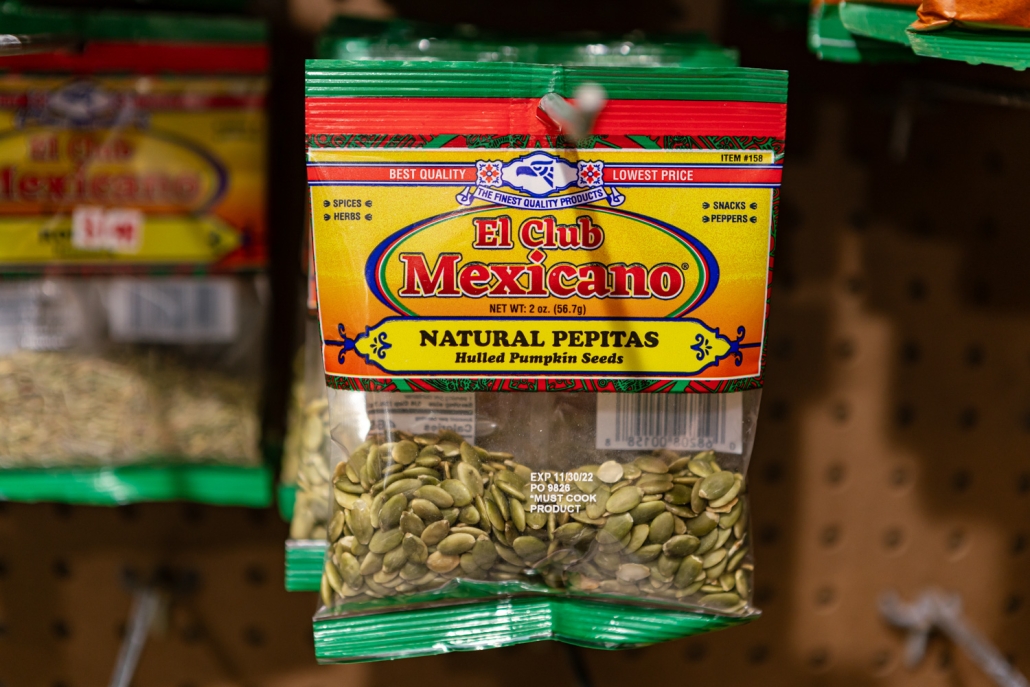 ITEM #158
BEST QUALITY LOWEST PRICE
THE FINEST QUALITY PRODUCTS
SPICES
HERBS
SNACKS
PEPPERS
El Club
Mexicano®
NET WT: 2 oz. (56.7g)
NATURAL PEPITAS
Hulled Pumpkin Seeds
Calories
EXP 11/30/22
PO 9826
*MUST COOK
PRODUCT
El Club
Mexicano